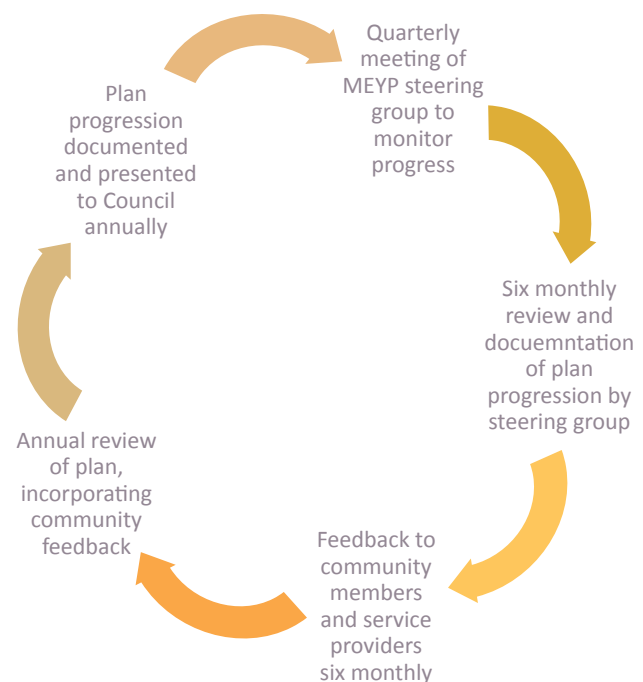 Quarterly
meeting of
MEYP steering
group to
monitor
progress
Six monthly
review and
docuemntation
of plan
progression by
steering group
Feedback to
community
members
and service
providers
six monthly
Annual review
of plan,
incorporating
community
feedback
Plan
progression
documented
and presented
to Council
annually